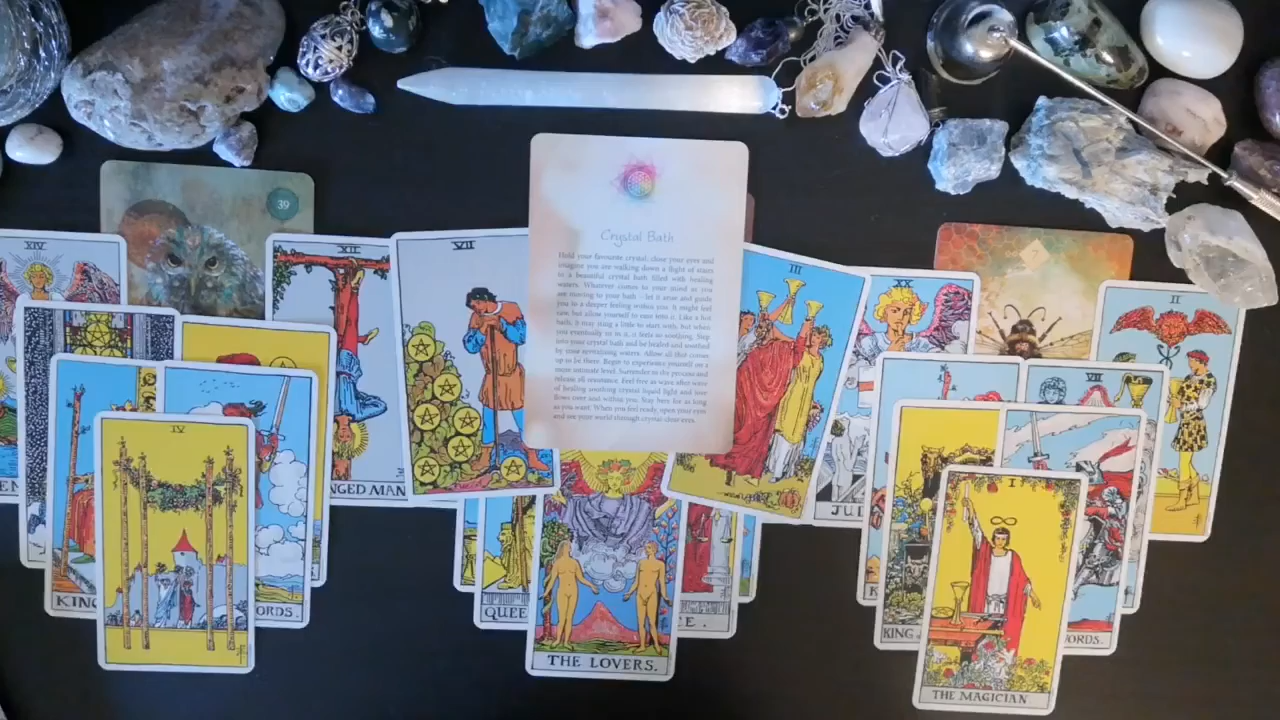 39
XIV
XII
VII
Crystal Bath
Hold your favourite crystal, close your eyes and
imagine you are walking down a flight of stairs
to a beautiful crystal bath filled with healing
waters. Whatever comes to your mind as you
are moving to your bath - let it arise and guide
you to a deeper feeling within you. It might feel
raw, but allow yourself to ease into it. Like a hot
bath, it may sting a little to start with, but when
you eventually sit in it, it feels so soothing. Step
into your crystal bath and be healed and soothed
by these revitalising waters. Allow all that comes
up to be there. Begin to experience yourself on a
more intimate level. Surrender to the process and
release all resistance. Feel free as wave after wave
of healing soothing crystal liquid light and love
flows over and within you. Stay here for as long
as you want. When you feel ready, open your eyes
and see your world through crystal clear eyes.
III
XX
II
VII
IV
I
NGED MAN
JUD
EN
KING
ORDS.
QUEE
CE.
THE LOVERS.
KING
WORDS.
THE MAGICIAN